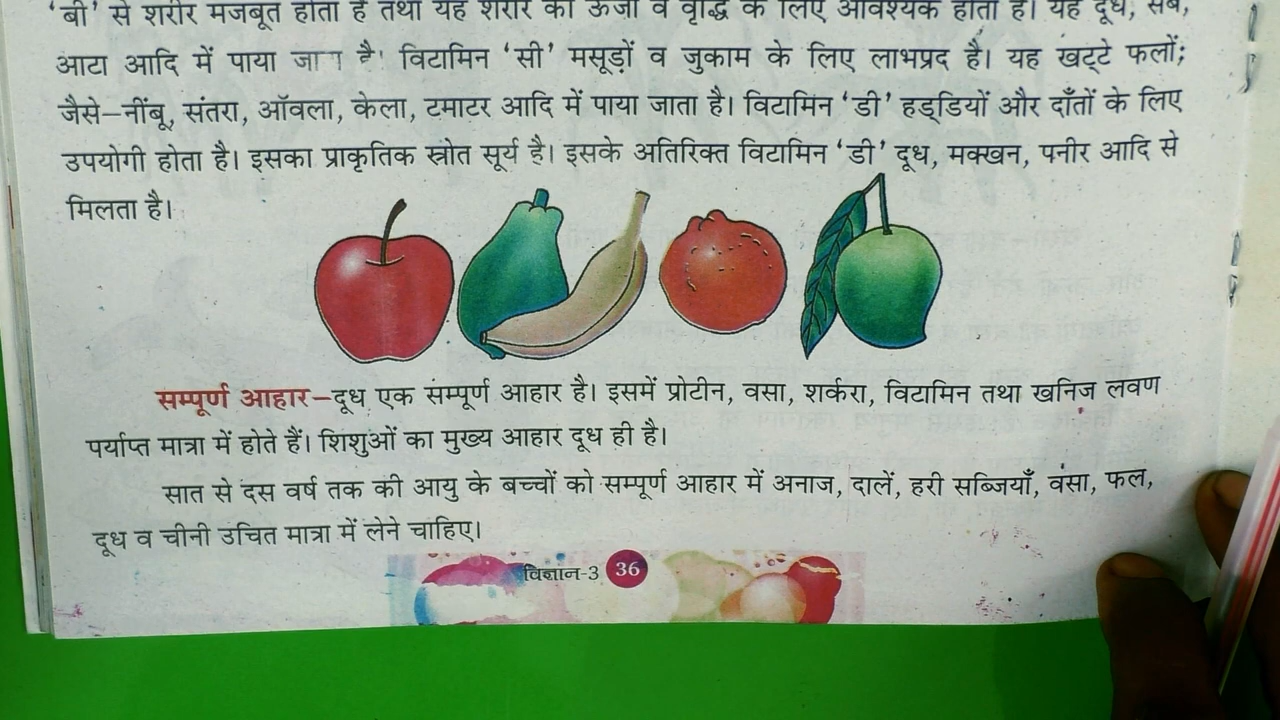 'बी' से शरीर मजबूत होता है तथा यह शरीर की ऊर्जा व वृद्धि के लिए आवश्यक होता है। यह दूध, सेब,
आटा आदि में पाया जाता है। विटामिन 'सी' मसूड़ों व जुकाम के लिए लाभप्रद है। यह खट्टे फलों;
जैसे–नींबू, संतरा, ऑवला, केला, टमाटर आदि में पाया जाता है। विटामिन 'डी' हड्डियों और दाँतों के लिए
उपयोगी होता है। इसका प्राकृतिक स्रोत सूर्य है। इसके अतिरिक्त विटामिन 'डी' दूध, मक्खन, पनीर आदि से
मिलता है।
सम्पूर्ण आहार–दूध एक सम्पूर्ण आहार है। इसमें प्रोटीन, वसा, शर्करा, विटामिन तथा खनिज लवण
पर्याप्त मात्रा में होते हैं। शिशुओं का मुख्य आहार दूध ही है।
सात से दस वर्ष तक की आयु के बच्चों को सम्पूर्ण आहार में अनाज, दालें, हरी सब्जियाँ, वसा, फल,
दूध व चीनी उचित मात्रा में लेने चाहिए।
विज्ञान-3 36